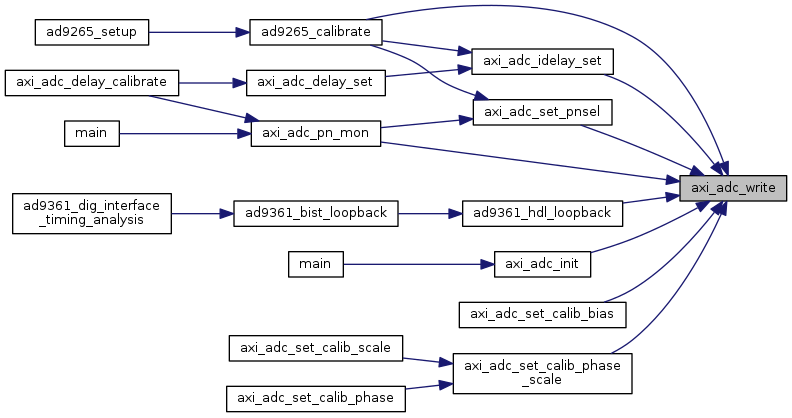 ad9265_setup
ad9265_calibrate
axi_adc_idelay_set
axi_adc_delay_calibrate
axi_adc_delay_set
axi_adc_set_pnsel
main
axi_adc_pn_mon
axi_adc_write
ad9361_dig_interface
_timing_analysis
ad9361_bist_loopback
ad9361_hdl_loopback
main
axi_adc_init
axi_adc_set_calib_bias
axi_adc_set_calib_scale
axi_adc_set_calib_phase
_scale
axi_adc_set_calib_phase